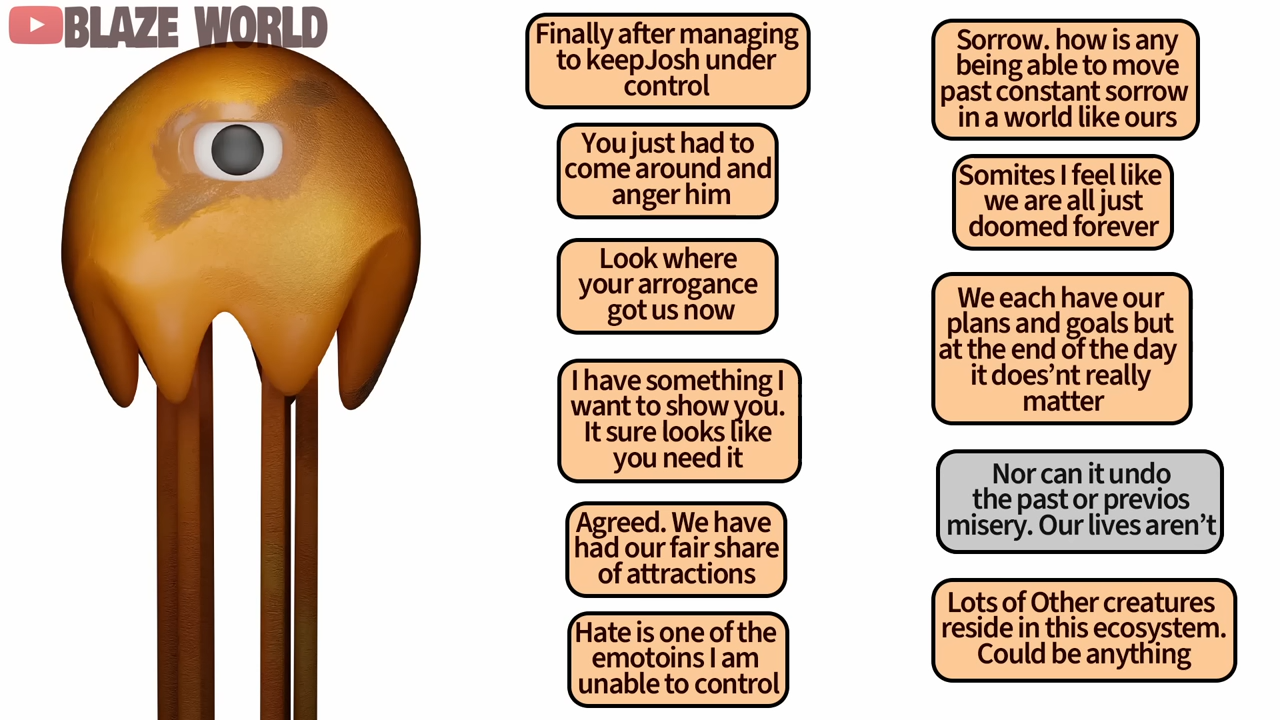 BLAZE WORLD
Finally after managing
to keepJosh under
control
You just had to
come around and
anger him
Look where
your arrogance
got us now
I have something I
want to show you.
It sure looks like
you need it
Agreed. We have
had our fair share
of attractions
Hate is one of the
emotoins I am
unable to control
Sorrow. how is any
being able to move
past constant sorrow
in a world like ours
Somites I feel like
we are all just
doomed forever
We each have our
plans and goals but
at the end of the day
it does’nt really
matter
Nor can it undo
the past or previos
misery. Our lives aren’t
Lots of Other creatures
reside in this ecosystem.
Could be anything